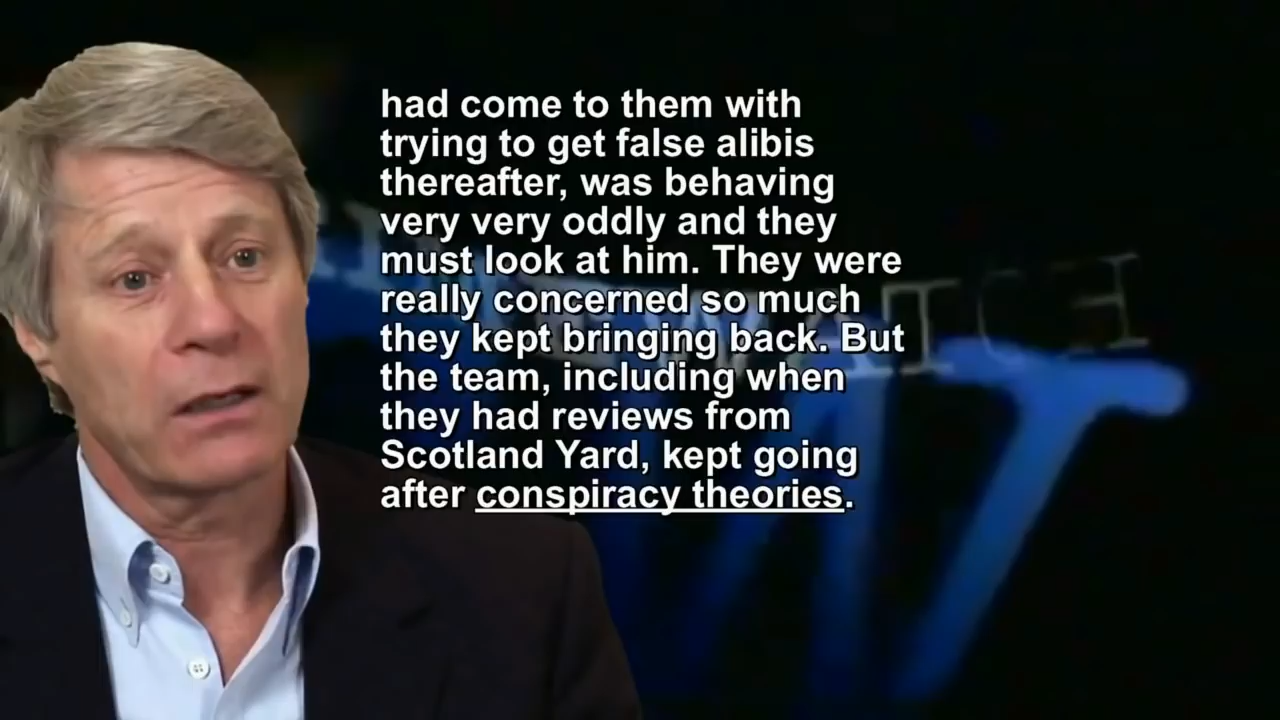 had come to them with
trying to get false alibis
thereafter, was behaving
very very oddly and they
must look at him. They were
really concerned so much
they kept bringing back. But
the team, including when
they had reviews from
Scotland Yard, kept going
after conspiracy theories.